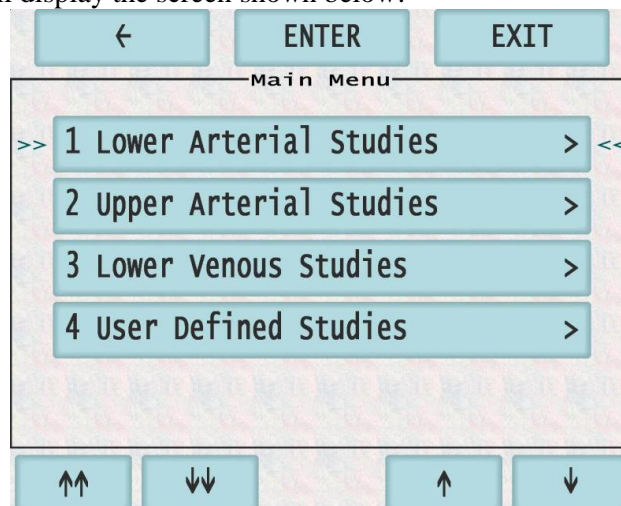 display the screen shown below:
← ENTER EXIT
Main Menu
>> 1 Lower Arterial Studies > <<
2 Upper Arterial Studies >
3 Lower Venous Studies >
4 User Defined Studies >
↑↑ ↓↓ ↑ ↓